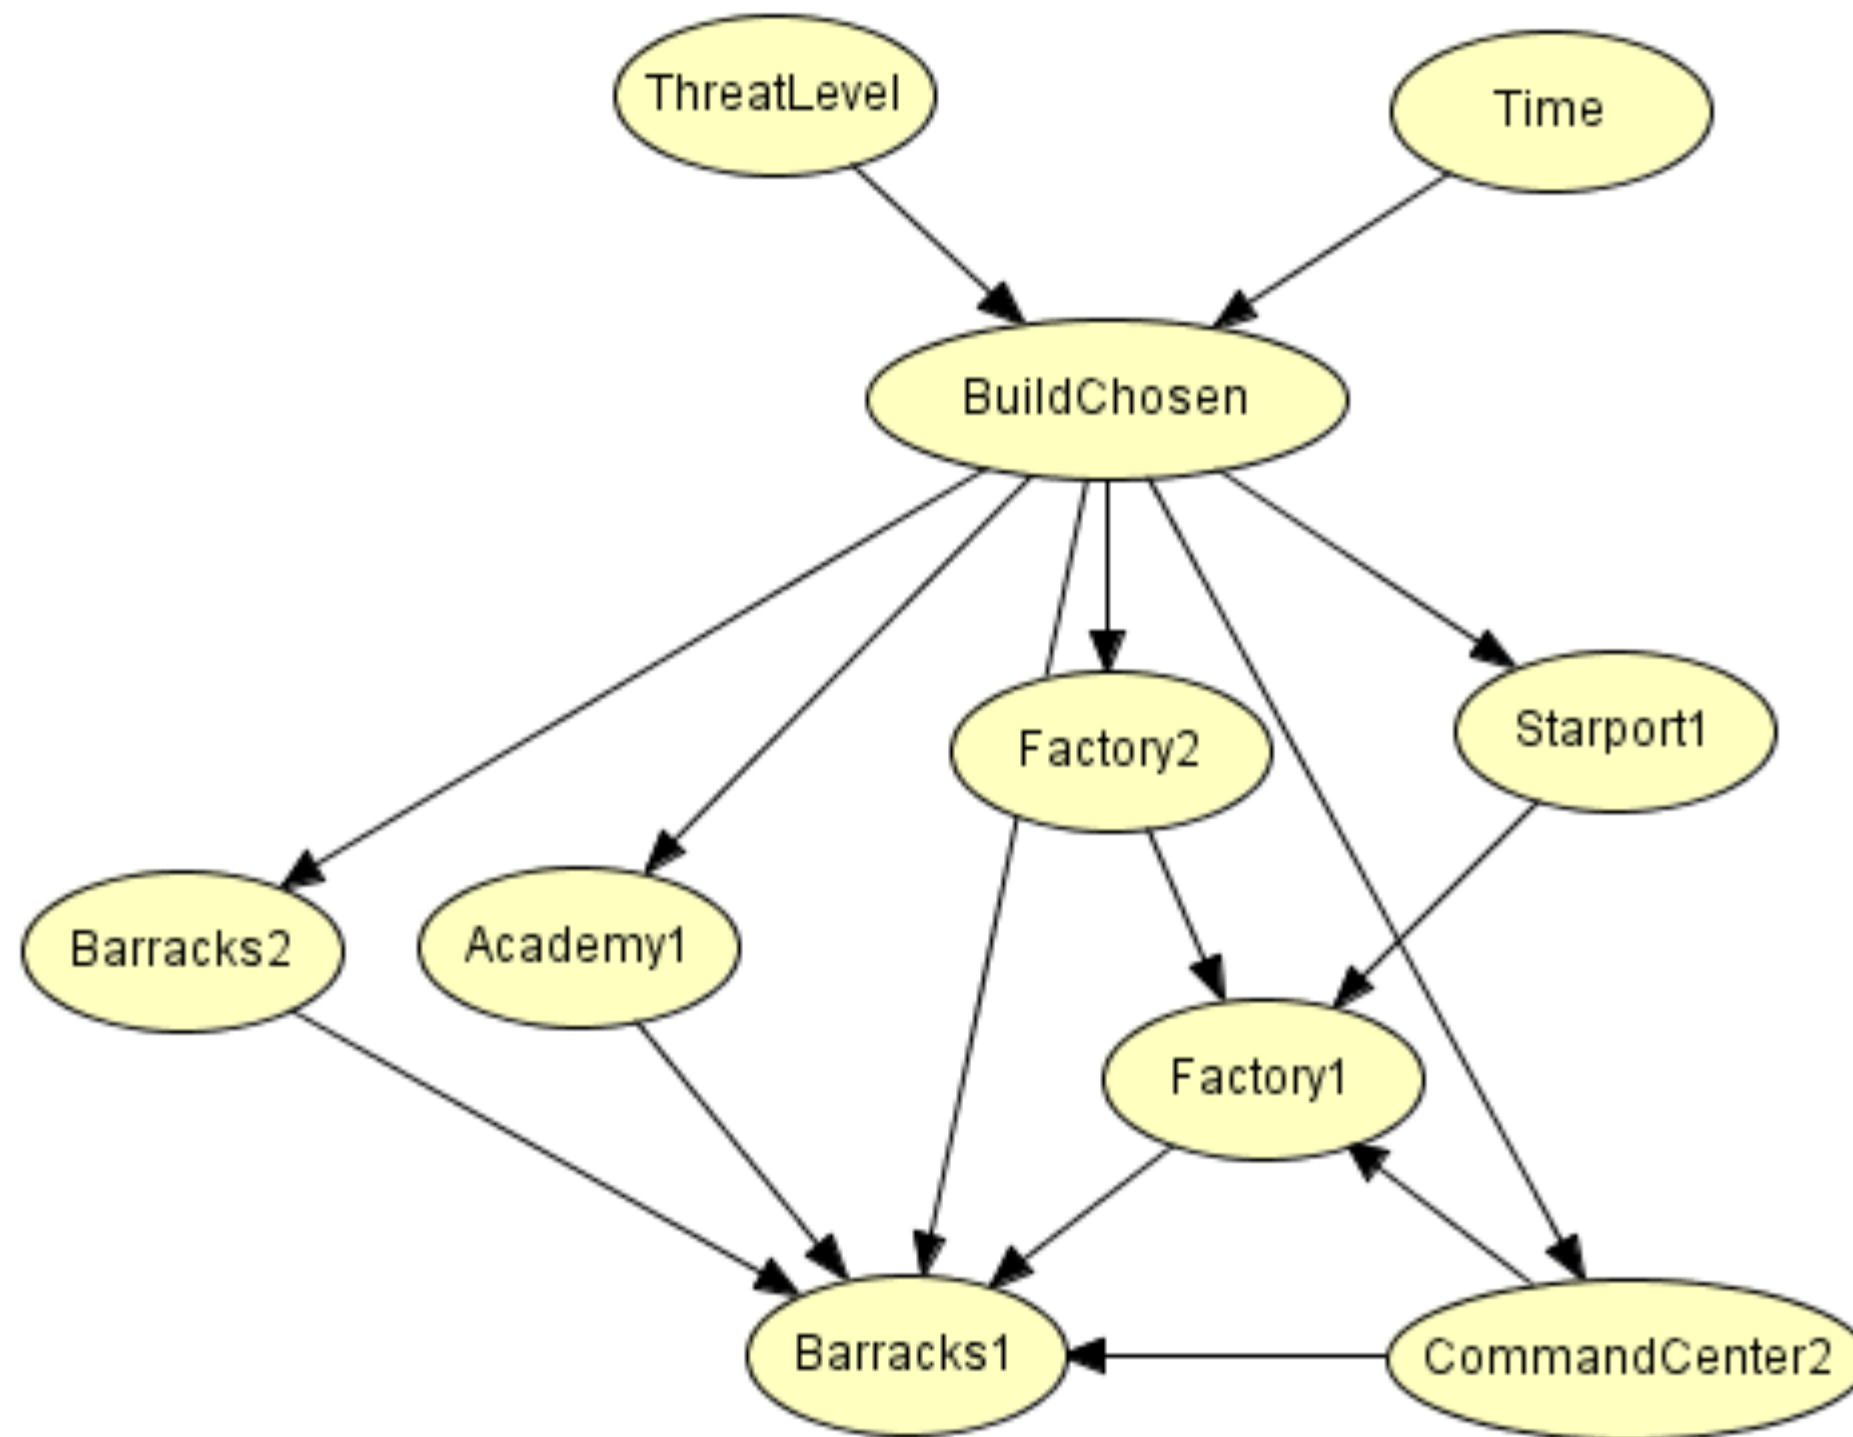 ThreatLevel
Time
BuildChosen
Factory2
Starport1
Barracks2
Academy1
Factory1
Barracks1
CommandCenter2